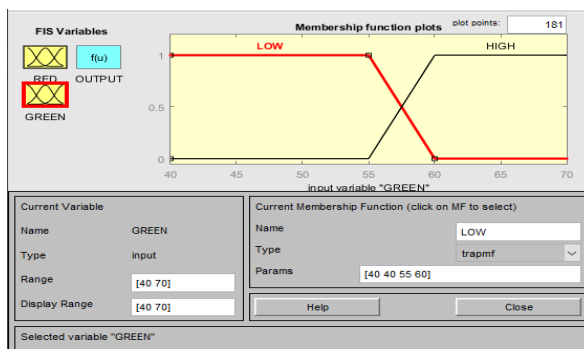 FIS Variables
f(u)
RED OUTPUT
GREEN
Membership function plots
plot points:
181
LOW
HIGH
1
0.5
0
40 45 50 55 60 65 70
input variable "GREEN"
Current Variable
Name GREEN
Type input
Range [40 70]
Display Range [40 70]
Current Membership Function (click on MF to select)
Name LOW
Type trapmf
Params [40 40 55 60]
Help Close
Selected variable "GREEN"